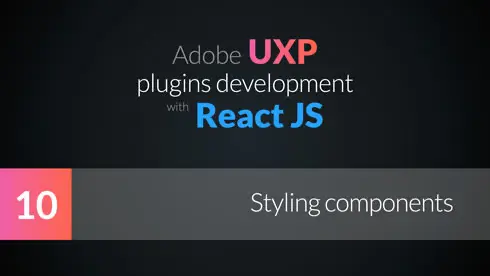 Adobe UXP
plugins development
with React JS
10
Styling components